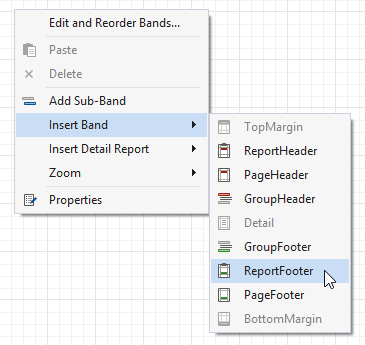 Edit and Reorder Bands...
Paste
Delete
Add Sub-Band
Insert Band
Insert Detail Report
Zoom
Properties
TopMargin
ReportHeader
PageHeader
GroupHeader
Detail
GroupFooter
ReportFooter
PageFooter
BottomMargin